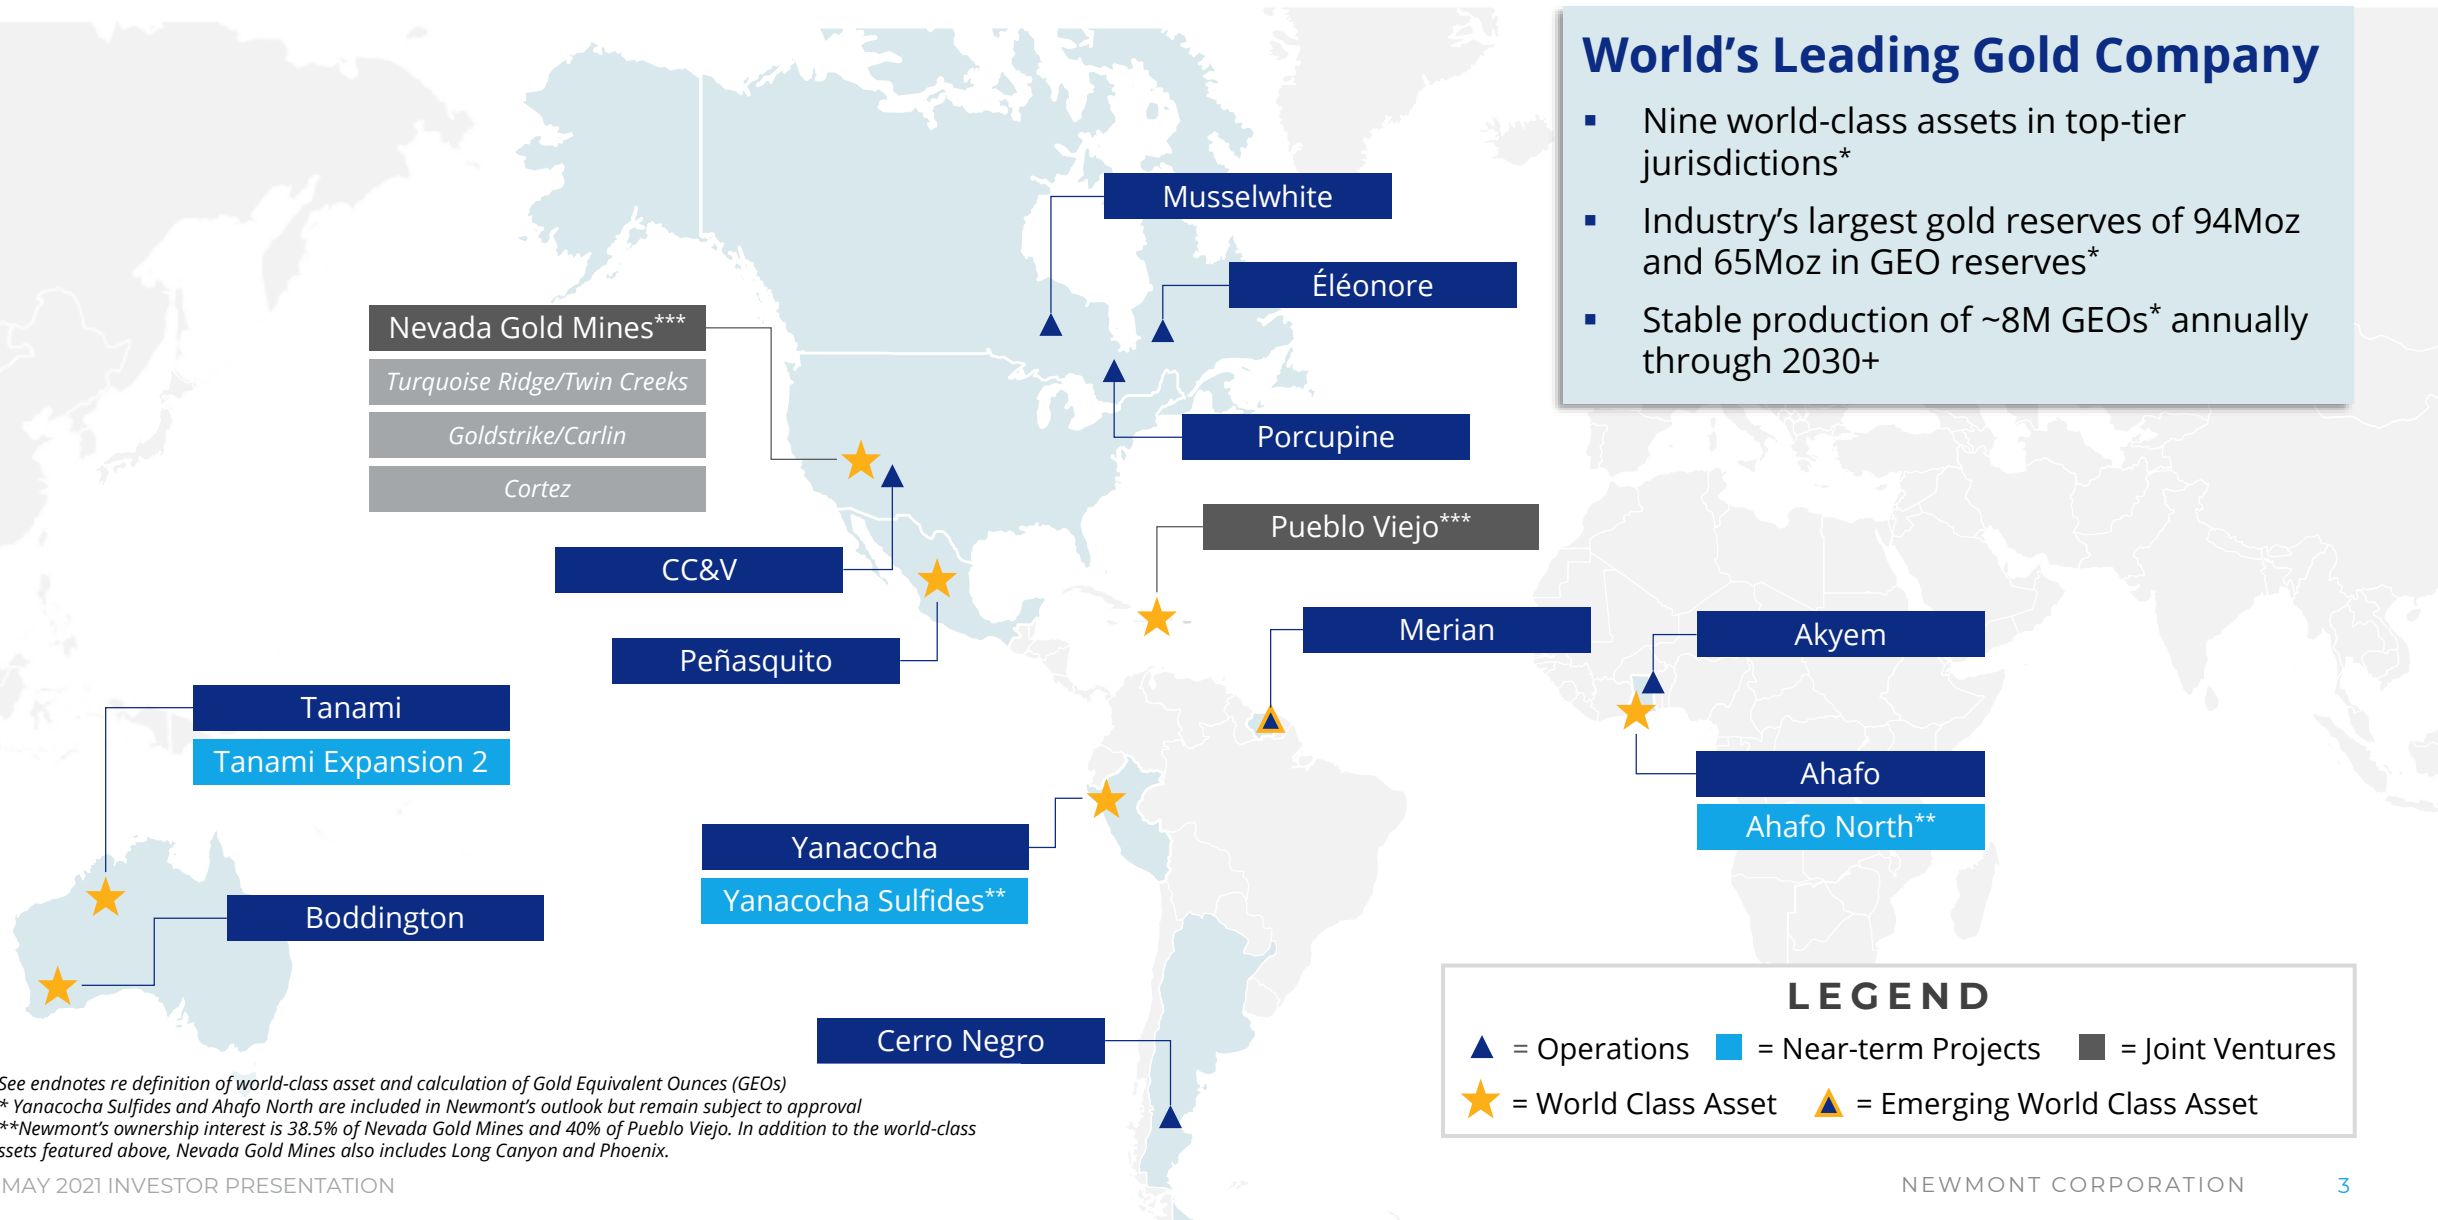 World's Leading Gold Company
▪ Nine world-class assets in top-tier
jurisdictions*
▪ Industry's largest gold reserves of 94Moz
and 65Moz in GEO reserves*
▪ Stable production of ~8M GEOs* annually
through 2030+
Musselwhite
Éléonore
Nevada Gold Mines***
Turquoise Ridge/Twin Creeks
Goldstrike/Carlin
Cortez
Porcupine
Pueblo Viejo***
CC&V
Peñasquito
Merian
Akyem
Tanami
Tanami Expansion 2
Ahafo
Ahafo North**
Yanacocha
Yanacocha Sulfides**
Boddington
Cerro Negro
LEGEND
= Operations = Near-term Projects = Joint Ventures
= World Class Asset = Emerging World Class Asset
See endnotes re definition of world-class asset and calculation of Gold Equivalent Ounces (GEOs)
* Yanacocha Sulfides and Ahafo North are included in Newmont's outlook but remain subject to approval
**Newmont's ownership interest is 38.5% of Nevada Gold Mines and 40% of Pueblo Viejo. In addition to the world-class
ssets featured above, Nevada Gold Mines also includes Long Canyon and Phoenix.
MAY 2021 INVESTOR PRESENTATION
NEWMONT CORPORATION 3